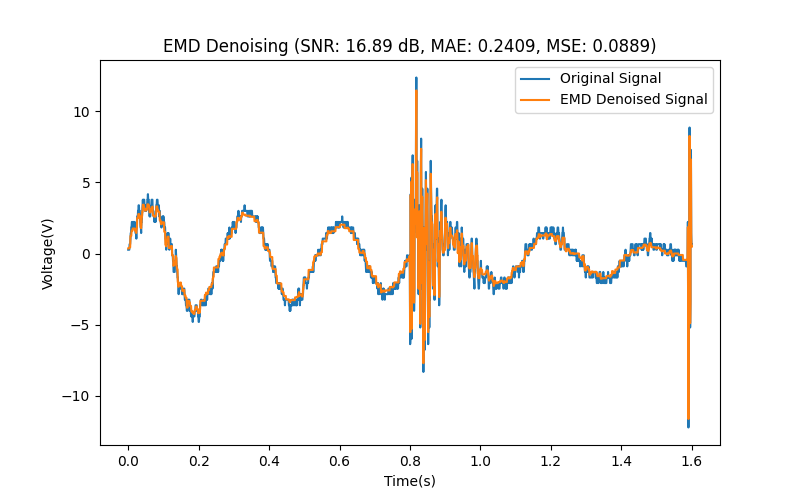 EMD Denoising (SNR: 16.89 dB, MAE: 0.2409, MSE: 0.0889)
Original Signal
EMD Denoised Signal
Voltage(V)
10
5
0
−5
−10
0.0 0.2 0.4 0.6 0.8 1.0 1.2 1.4 1.6
Time(s)